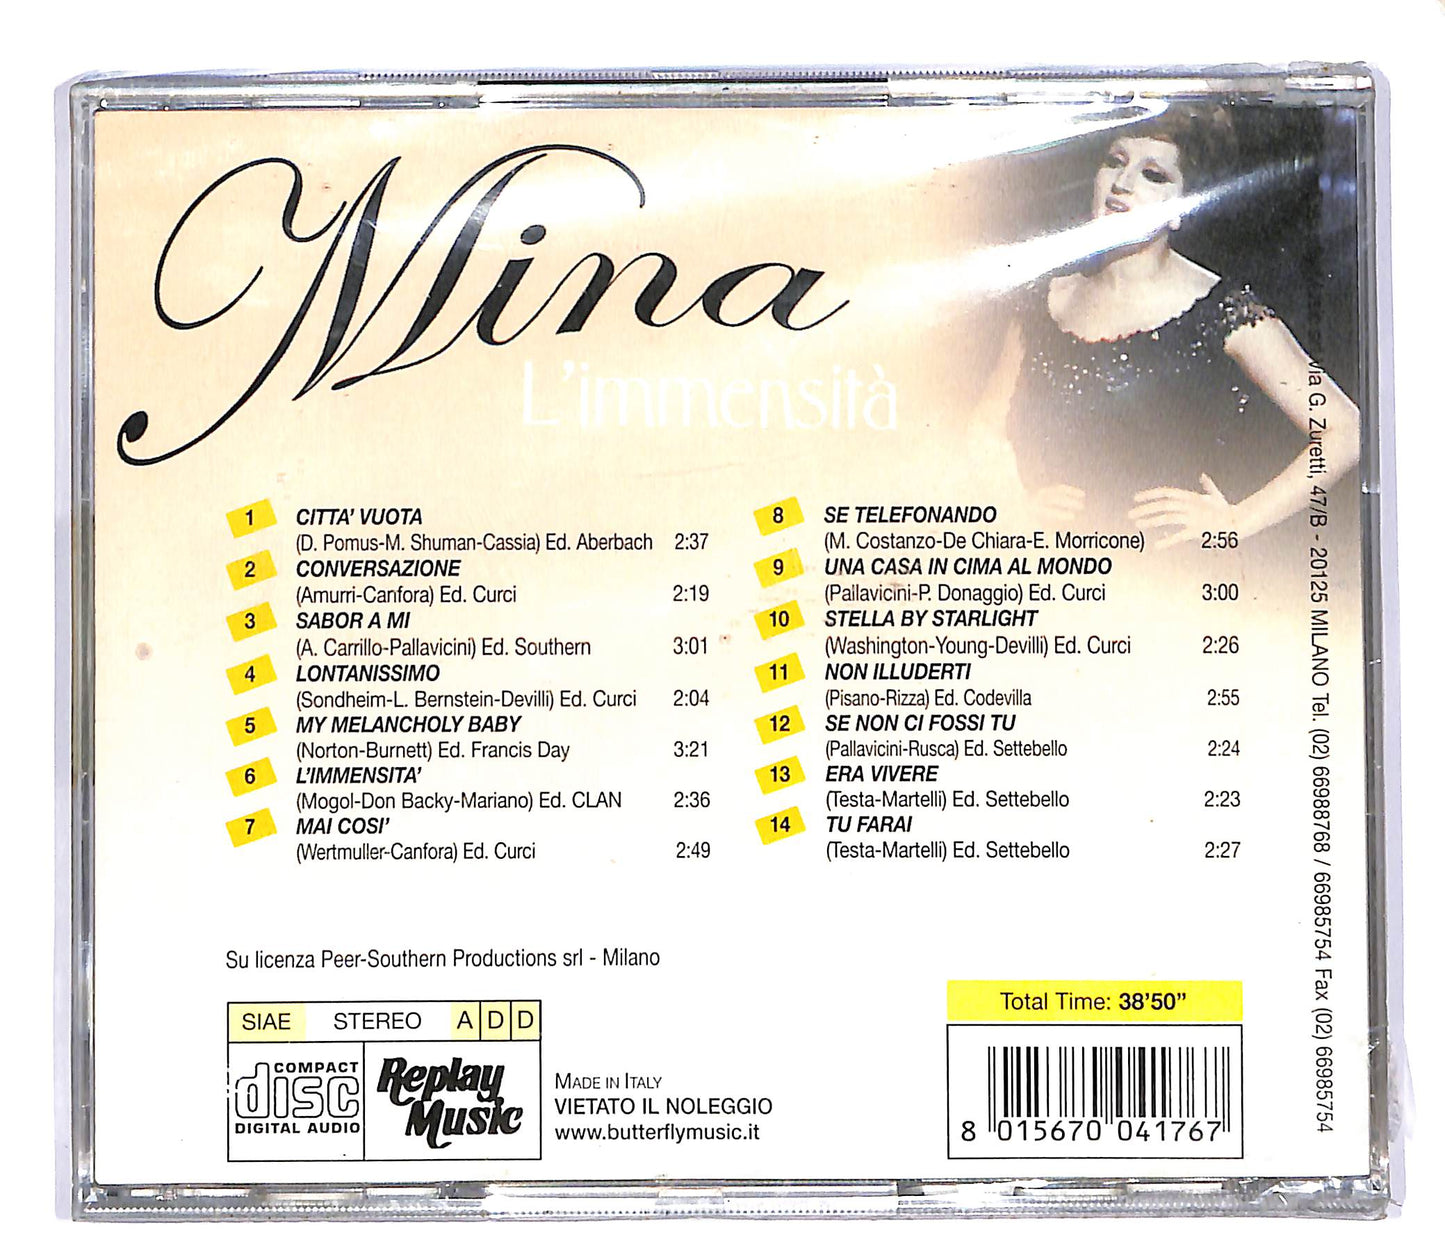 Mina
L'immensità
1 CITTA' VUOTA
(D. Pomus-M. Shuman-Cassia) Ed. Aberbach 2:37
2 CONVERSAZIONE
(Amurri-Canfora) Ed. Curci 2:19
3 SABOR A MI
(A. Carrillo-Pallavicini) Ed. Southern 3:01
4 LONTANISSIMO
(Sondheim-L. Bernstein-Devilli) Ed. Curci 2:04
5 MY MELANCHOLY BABY
(Norton-Burnett) Ed. Francis Day 3:21
6 L'IMMENSITA'
(Mogol-Don Backy-Mariano) Ed. CLAN 2:36
7 MAI COSI'
(Wertmuller-Canfora) Ed. Curci 2:49
8 SE TELEFONANDO
(M. Costanzo-De Chiara-E. Morricone) 2:56
9 UNA CASA IN CIMA AL MONDO
(Pallavicini-P. Donaggio) Ed. Curci 3:00
10 STELLA BY STARLIGHT
(Washington-Young-Devilli) Ed. Curci 2:26
11 NON ILLUDERTI
(Pisano-Rizza) Ed. Codevilla 2:55
12 SE NON CI FOSSI TU
(Pallavicini-Rusca) Ed. Settebello 2:24
13 ERA VIVERE
(Testa-Martelli) Ed. Settebello 2:23
14 TU FARAI
(Testa-Martelli) Ed. Settebello 2:27
Via G. Zuretti, 47/B - 20125 MILANO Tel. (02) 66988768 / 66985754 Fax (02) 66985754
Su licenza Peer-Southern Productions srl - Milano
SIAE STEREO ADD
COMPACT
disc
DIGITAL AUDIO
Replay
Music
MADE IN ITALY
VIETATO IL NOLEGGIO
www.butterflymusic.it
Total Time: 38'50"
8 015670 041767